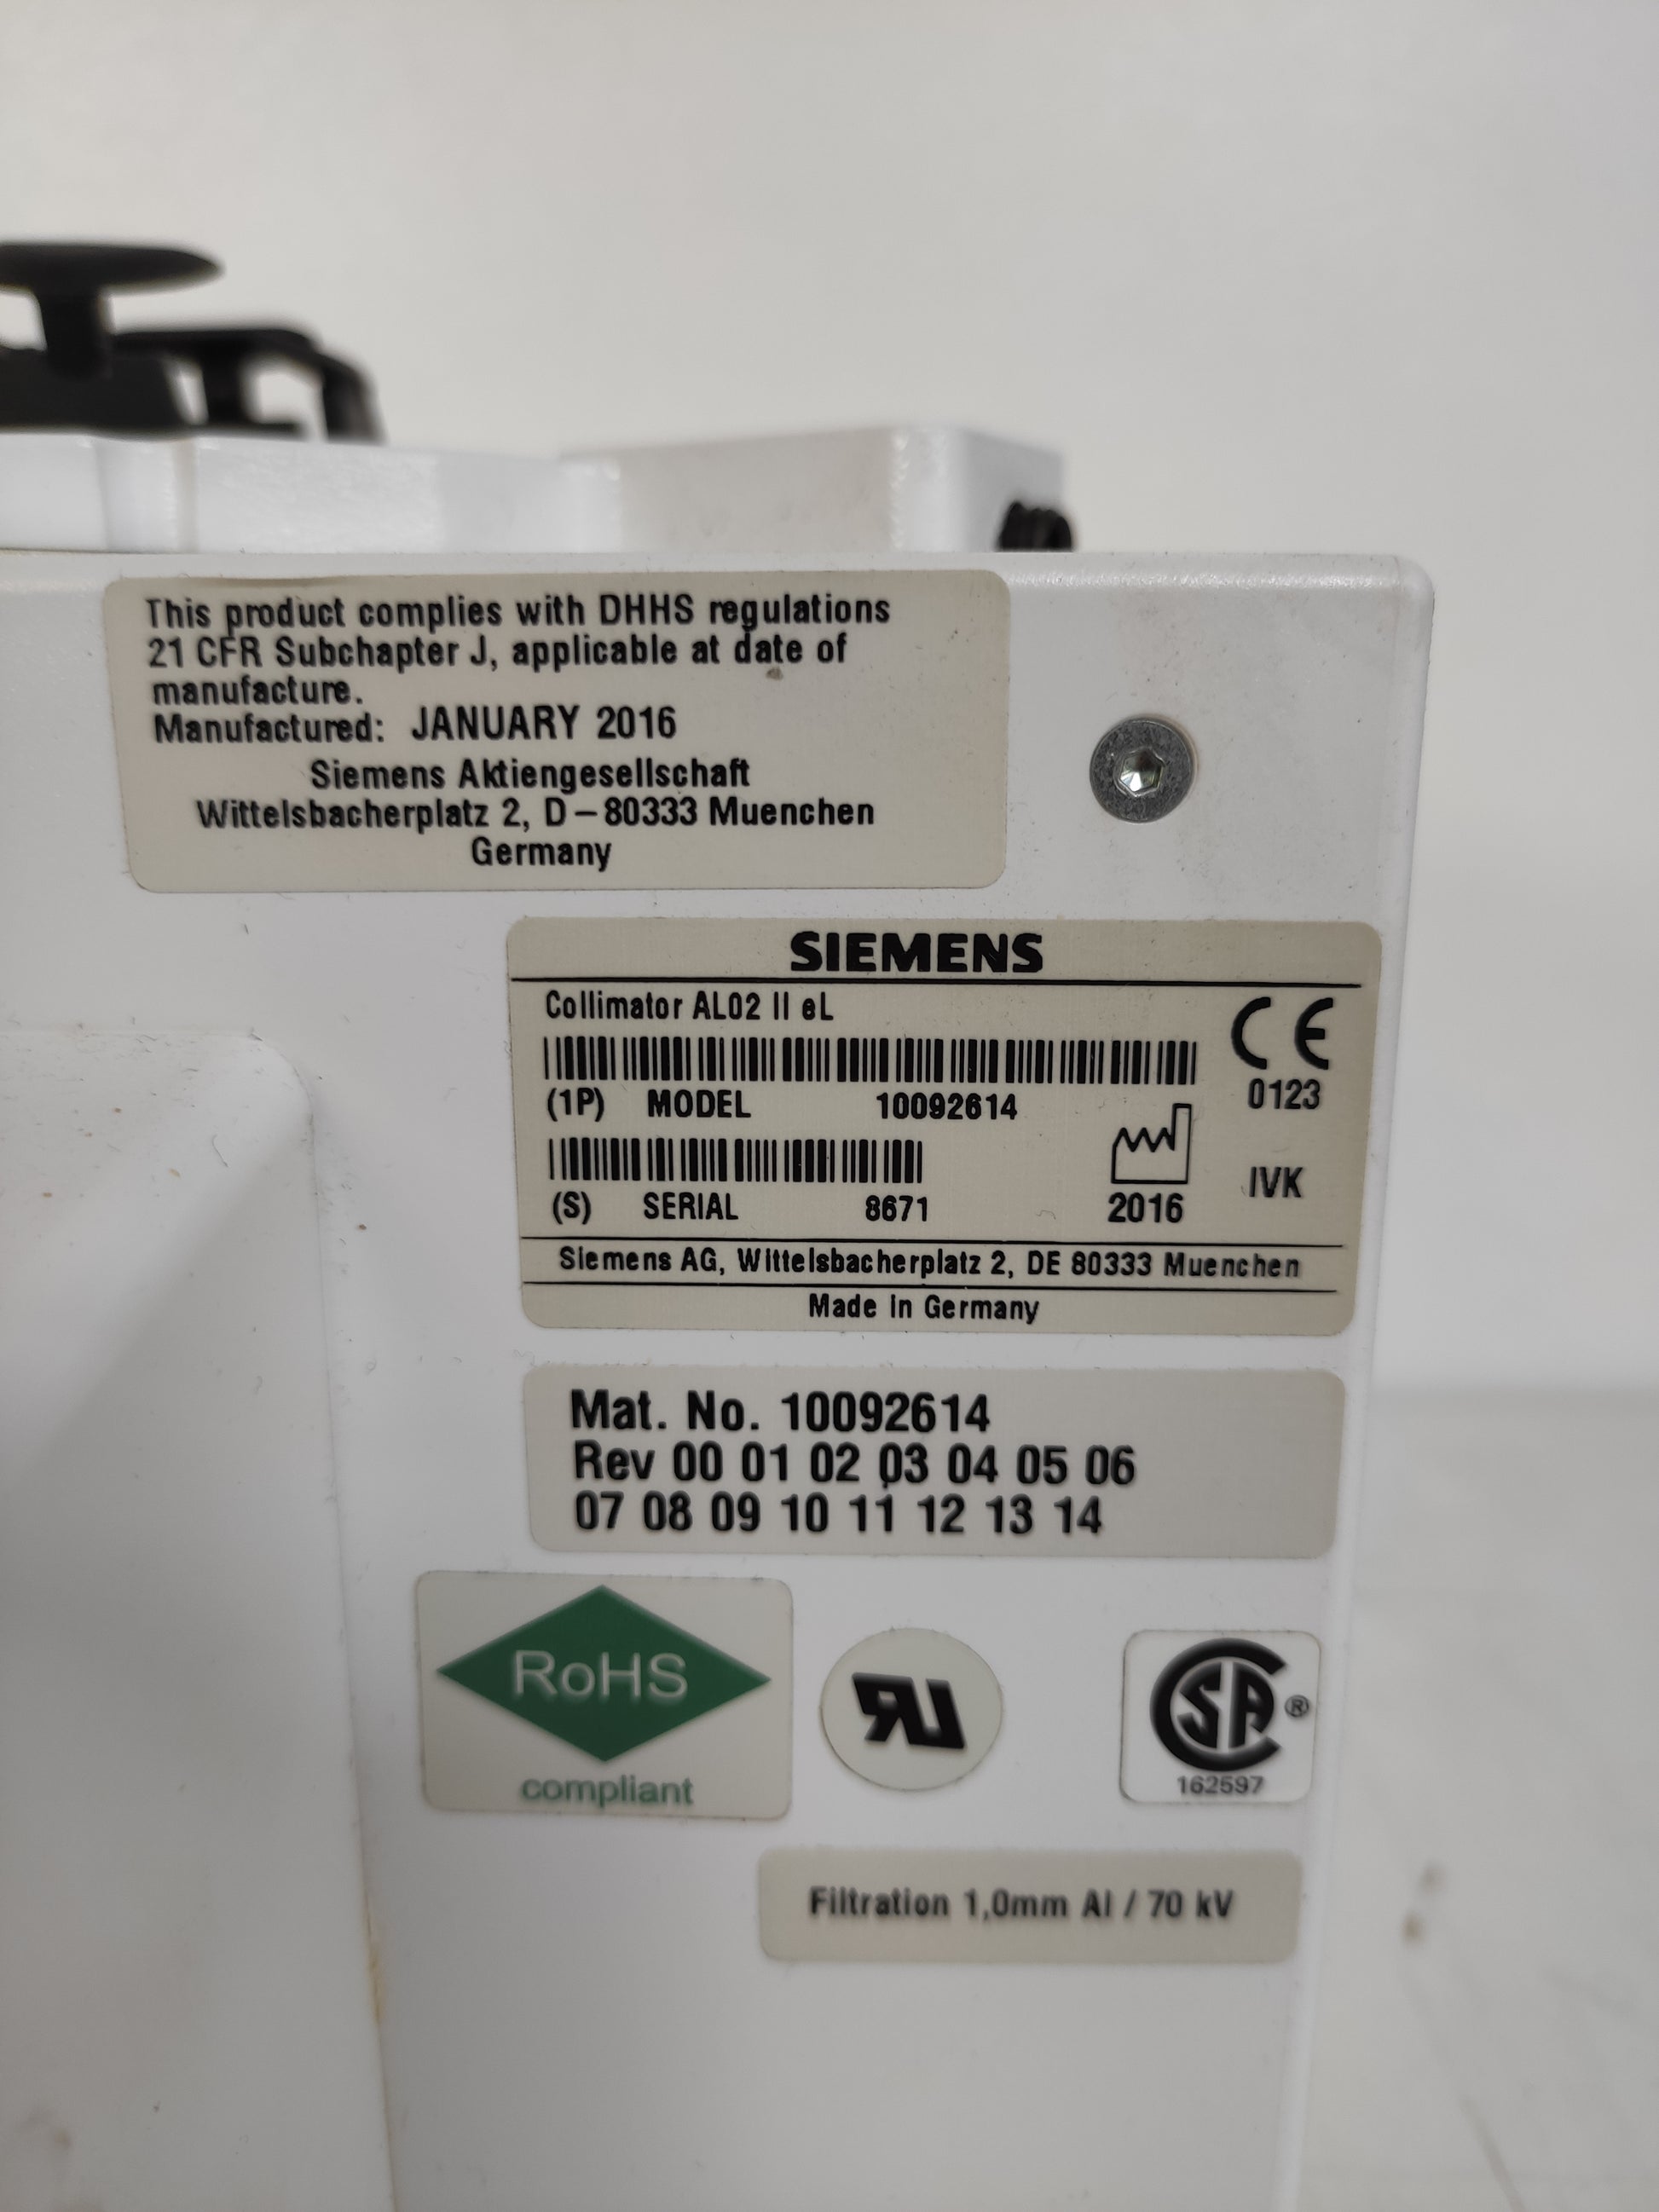 This product complies with DHHS regulations
21 CFR Subchapter J, applicable at date of
manufacture.
Manufactured: JANUARY 2016
Siemens Aktiengesellschaft
Wittelsbacherplatz 2, D-80333 Muenchen
Germany
SIEMENS
Collimator AL02 II eL
CE
0123
(1P) MODEL 10092614
IVK
(S) SERIAL 8671
2016
Siemens AG, Wittelsbacherplatz 2, DE 80333 Muenchen
Made in Germany
Mat. No. 10092614
Rev 00 01 02 03 04 05 06
07 08 09 10 11 12 13 14
RoHS
compliant
RU
SA ®
162597
Filtration 1,0mm Al / 70 kV